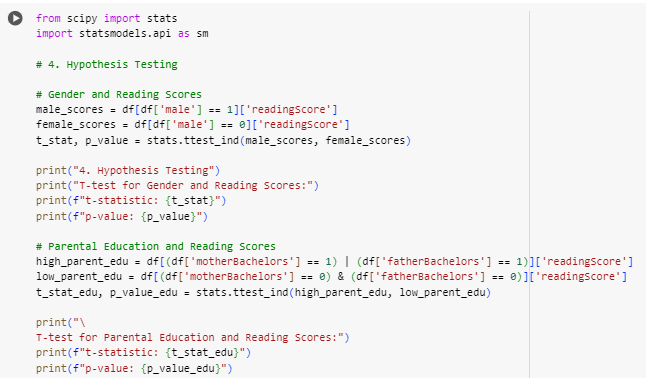 from scipy import stats
import statsmodels.api as sm
# 4. Hypothesis Testing
# Gender and Reading Scores
male_scores = df[df['male'] == 1]['readingScore']
female_scores = df[df['male'] == 0]['readingScore']
t_stat, p_value = stats.ttest_ind(male_scores, female_scores)
print("4. Hypothesis Testing")
print("T-test for Gender and Reading Scores:")
print(f"t-statistic: {t_stat}")
print(f"p-value: {p_value}")
# Parental Education and Reading Scores
high_parent_edu = df[(df['motherBachelors'] == 1) | (df['fatherBachelors'] == 1)]['readingScore']
low_parent_edu = df[(df['motherBachelors'] == 0) & (df['fatherBachelors'] == 0)]['readingScore']
t_stat_edu, p_value_edu = stats.ttest_ind(high_parent_edu, low_parent_edu)
print("\
T-test for Parental Education and Reading Scores:")
print(f"t-statistic: {t_stat_edu}")
print(f"p-value: {p_value_edu}")